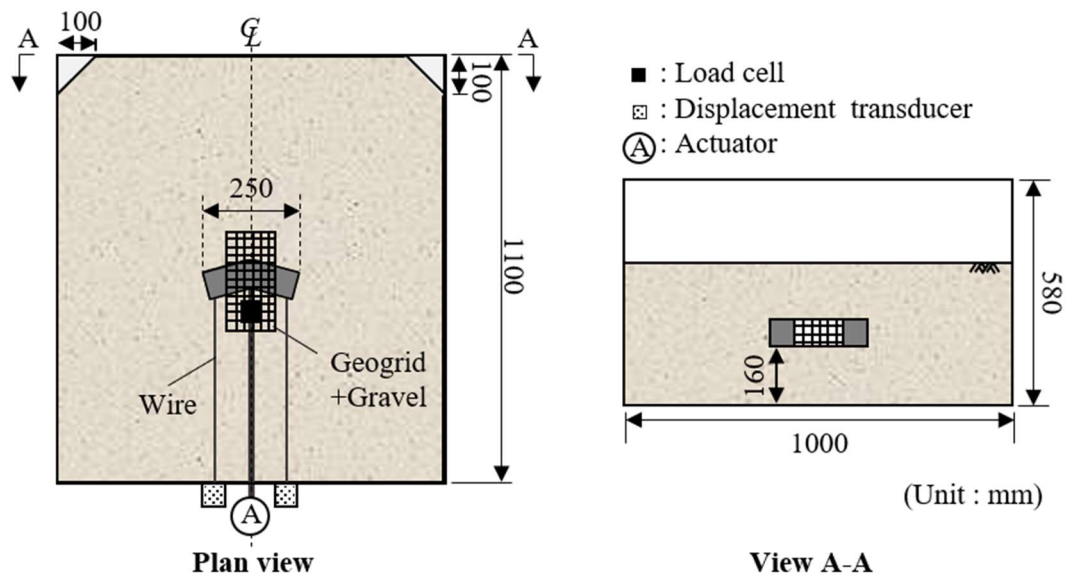 100
A
℄
A
100
250
1100
Geogrid
+Gravel
Wire
A
Plan view
: Load cell
: Displacement transducer
A : Actuator
580
160
1000
(Unit : mm)
View A-A